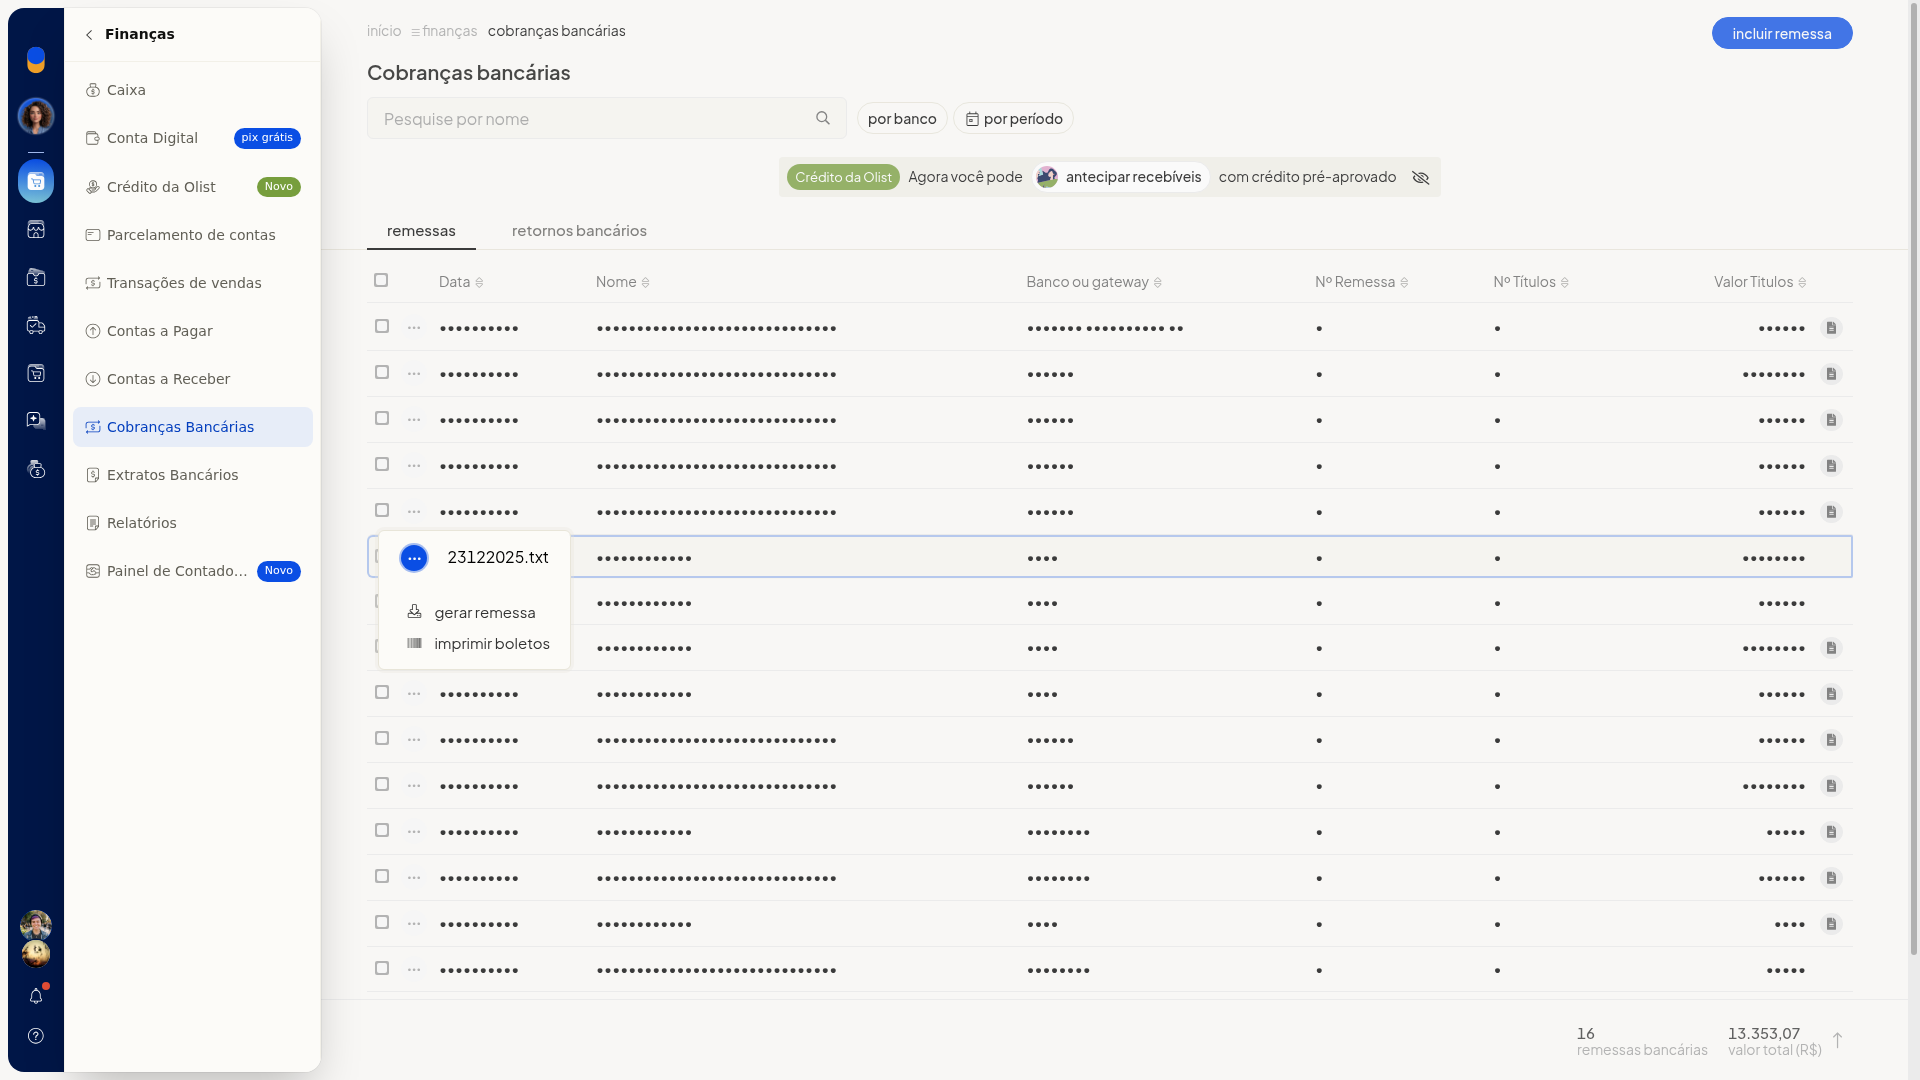 Finanças
Caixa
Conta Digital
pix grátis
Crédito da Olist
Novo
Parcelamento de contas
Transações de vendas
Contas a Pagar
Contas a Receber
Cobranças Bancárias
Extratos Bancários
Relatórios
Painel de Contado...
Novo
início finanças cobranças bancárias
incluir remessa
Cobranças bancárias
Pesquise por nome
por banco
por período
Crédito da Olist Agora você pode antecipar recebíveis com crédito pré-aprovado
remessas
retornos bancários
Data Nome Banco ou gateway Nº Remessa Nº Títulos Valor Titulos
•••••••••• •••••••••••••••••••••••••••••• ••••••• •••••••••• •• • • ••••••
•••••••••• •••••••••••••••••••••••••••••• •••••• • • ••••••••
•••••••••• •••••••••••••••••••••••••••••• •••••• • • ••••••
•••••••••• •••••••••••••••••••••••••••••• •••••• • • ••••••
•••••••••• •••••••••••••••••••••••••••••• •••••• • • ••••••
23122025.txt
•••••••••••• •••• • • ••••••••
•••••••••••• •••• • • ••••••
gerar remessa
imprimir boletos
•••••••••••• •••• • • ••••••••
•••••••••• •••••••••••• •••• • • ••••••
•••••••••• •••••••••••••••••••••••••••••• •••••• • • ••••••
•••••••••• •••••••••••••••••••••••••••••• •••••• • • ••••••••
•••••••••• •••••••••••• •••••••• • • •••••
•••••••••• •••••••••••••••••••••••••••••• •••••••• • • ••••••
•••••••••• •••••••••••• •••• • • ••••
•••••••••• •••••••••••••••••••••••••••••• •••••••• • • •••••
16
remessas bancárias
13.353,07
valor total (R$)